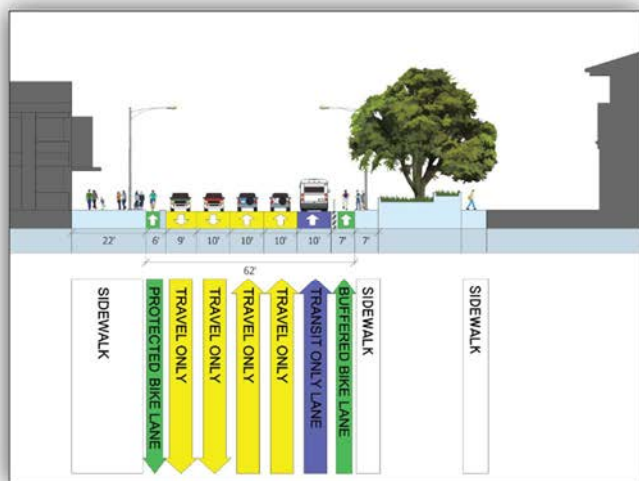 22' 6' 9' 10' 10' 10' 10' 7' 7'
62'
SIDEWALK
PROTECTED BIKE LANE
TRAVEL ONLY
TRAVEL ONLY
TRAVEL ONLY
TRAVEL ONLY
TRANSIT ONLY LANE
BUFFERED BIKE LANE
SIDEWALK
SIDEWALK